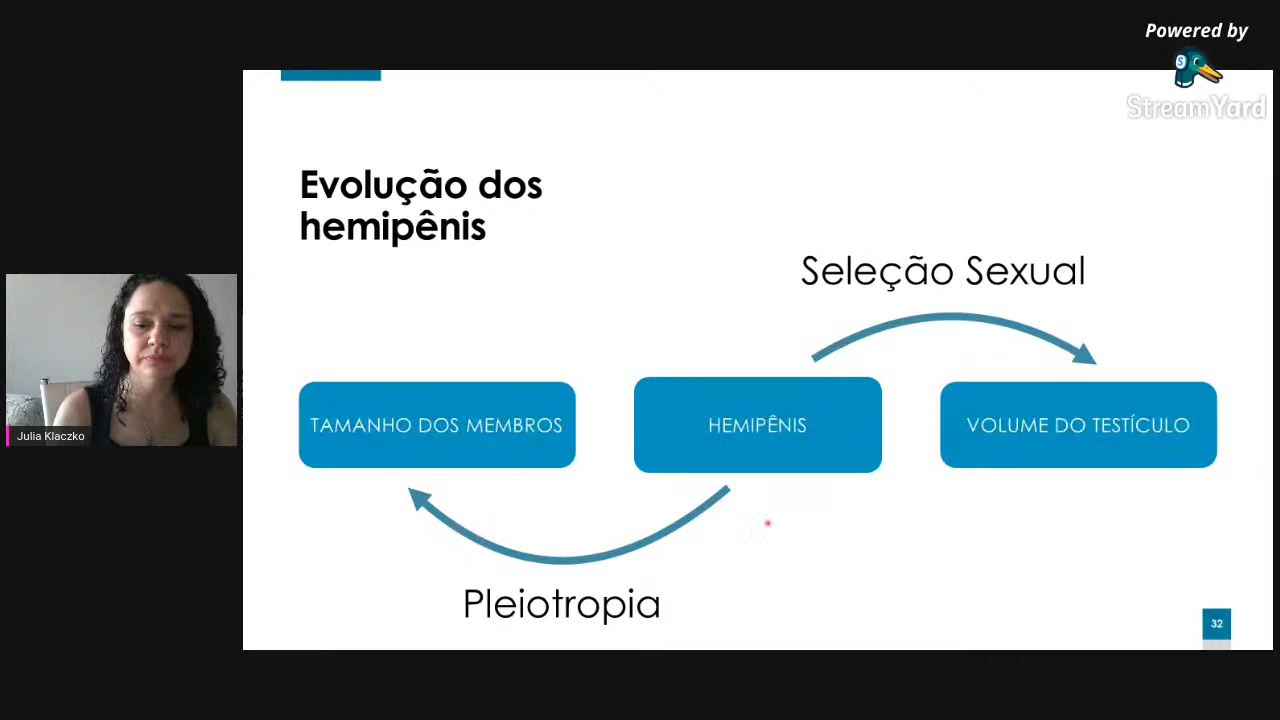 Powered by
StreamYard
Evolução dos
hemipênis
Seleção Sexual
TAMANHO DOS MEMBROS
HEMIPÊNIS
VOLUME DO TESTÍCULO
Julia Klaczko
Pleiotropia
32